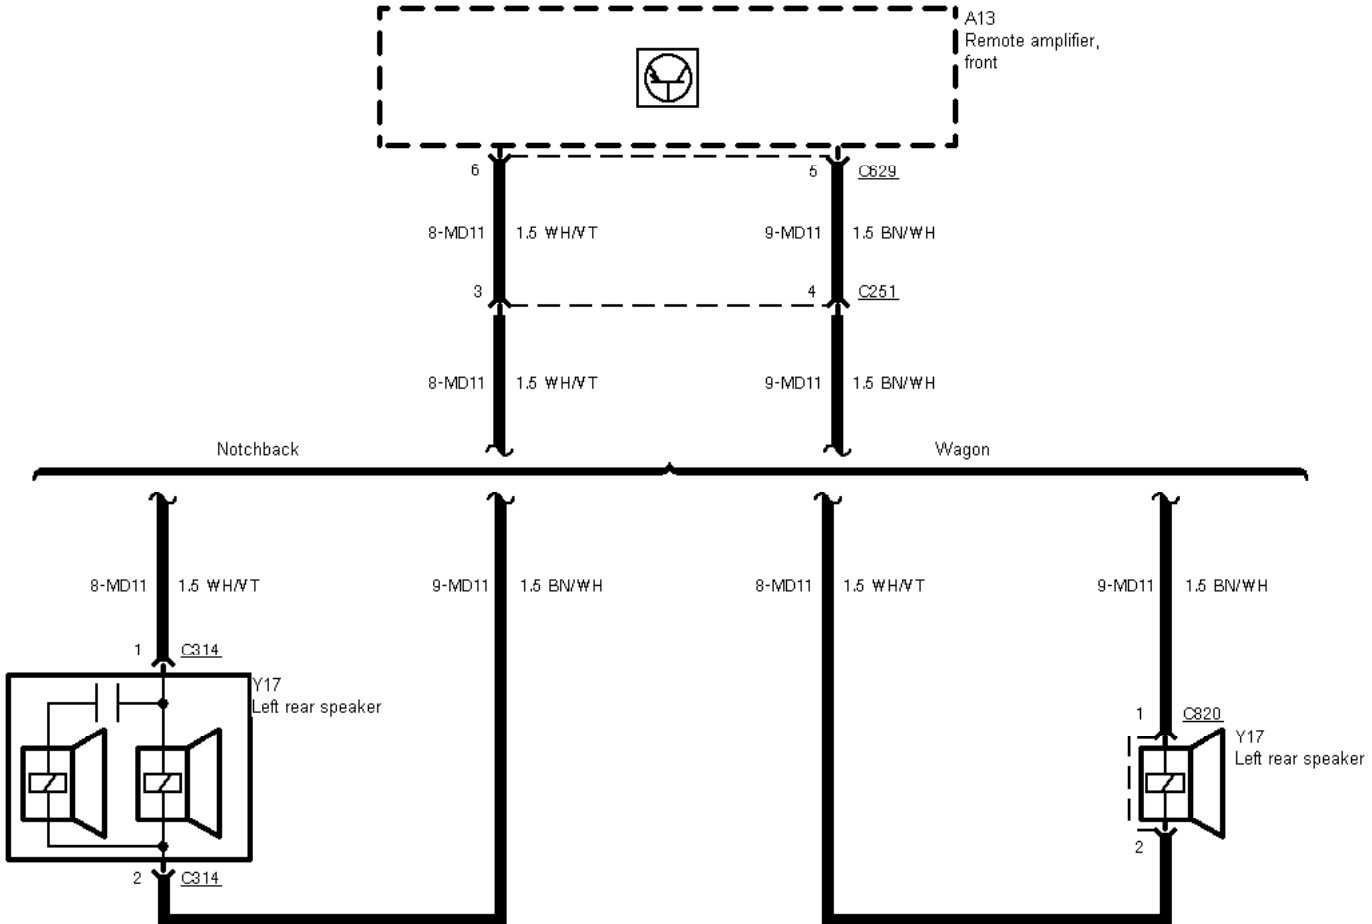 A13
Remote amplifier,
front
6
5
C629
8-MD11
1.5 WH/VT
9-MD11
1.5 BN/WH
3
4
C251
8-MD11
1.5 WH/VT
9-MD11
1.5 BN/WH
Notchback
Wagon
8-MD11
1.5 WH/VT
9-MD11
1.5 BN/WH
8-MD11
1.5 WH/VT
9-MD11
1.5 BN/WH
1
C314
Y17
Left rear speaker
1
C820
Y17
Left rear speaker
2
2
C314